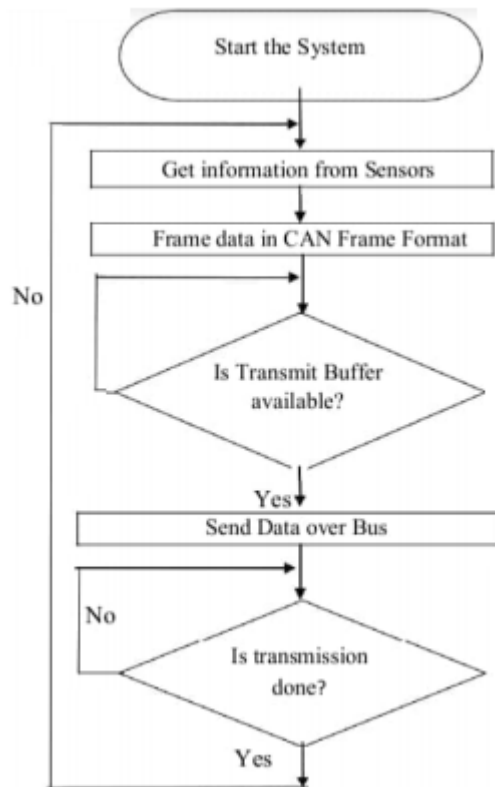 Start the System
Get information from Sensors
Frame data in CAN Frame Format
No
Is Transmit Buffer
available?
Yes
Send Data over Bus
No
Is transmission
done?
Yes